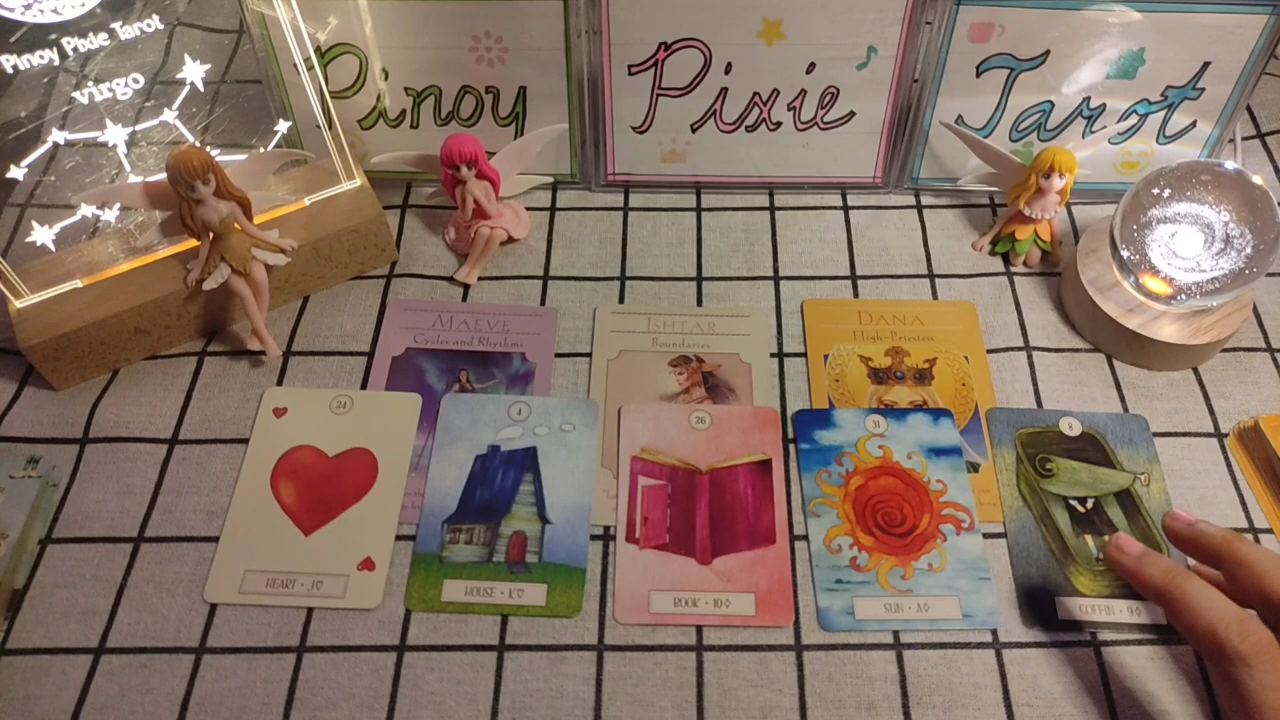 Pinoy Pixie Tarot
virgo
Pinoy
Pixie
Tarot
MAEVE
Cycles and Rhythms
ISHTAR
Boundaries
DANA
High-Priestess
24
HEART • J♡
4
HOUSE • K♡
26
BOOK • 10♢
31
SUN • A♢
8
COFFIN • 9♢